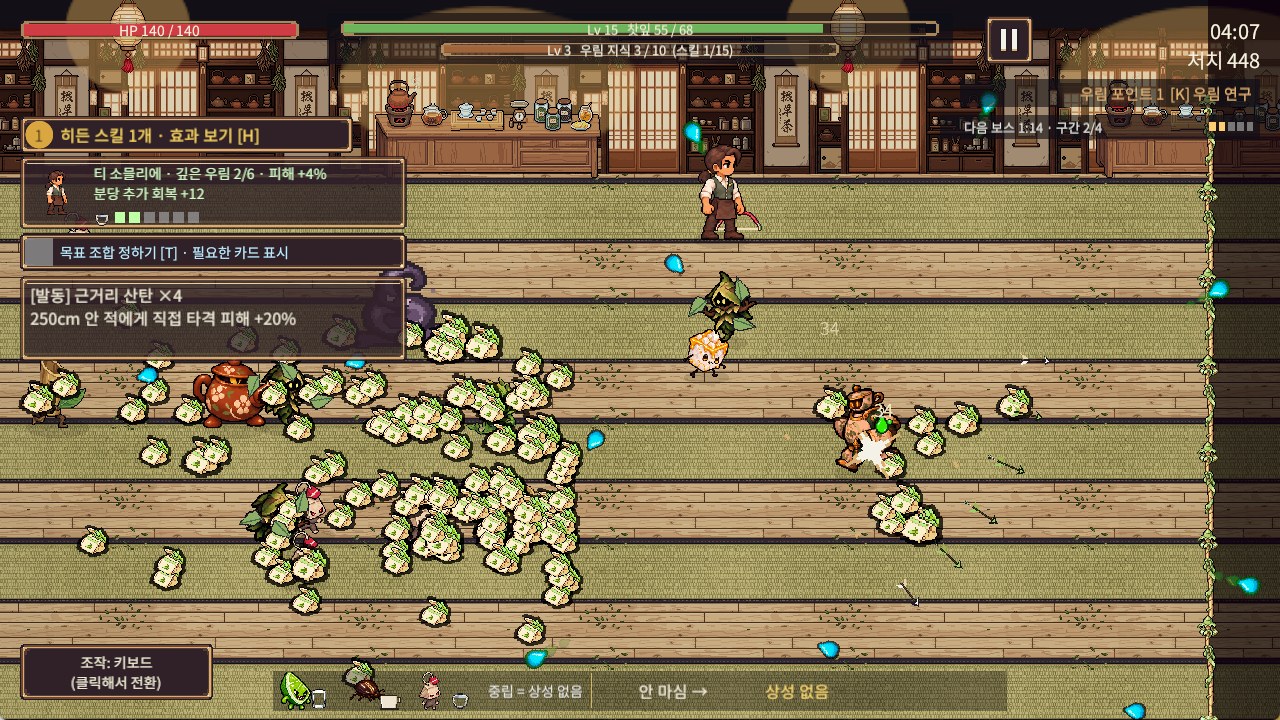 HP 140 / 140
Lv 15 찻잎 55 / 68
Lv 3 우림 지식 3 / 10 (스킬 1/15)
04:07
저치 448
우림 포인트 1 [K] 우림 연구
다음 보스 1:14 · 구간 2/4
1 히든 스킬 1개 · 효과 보기 [H]
티 소믈리에 · 깊은 우림 2/6 · 피해 +4%
분당 추가 회복 +12
목표 조합 정하기 [T] · 필요한 카드 표시
[발동] 근거리 산탄 ×4
250cm 안 적에게 직접 타격 피해 +20%
34
34
조작: 키보드
(클릭해서 전환)
중립 = 상성 없음
안 마심 →
상성 없음